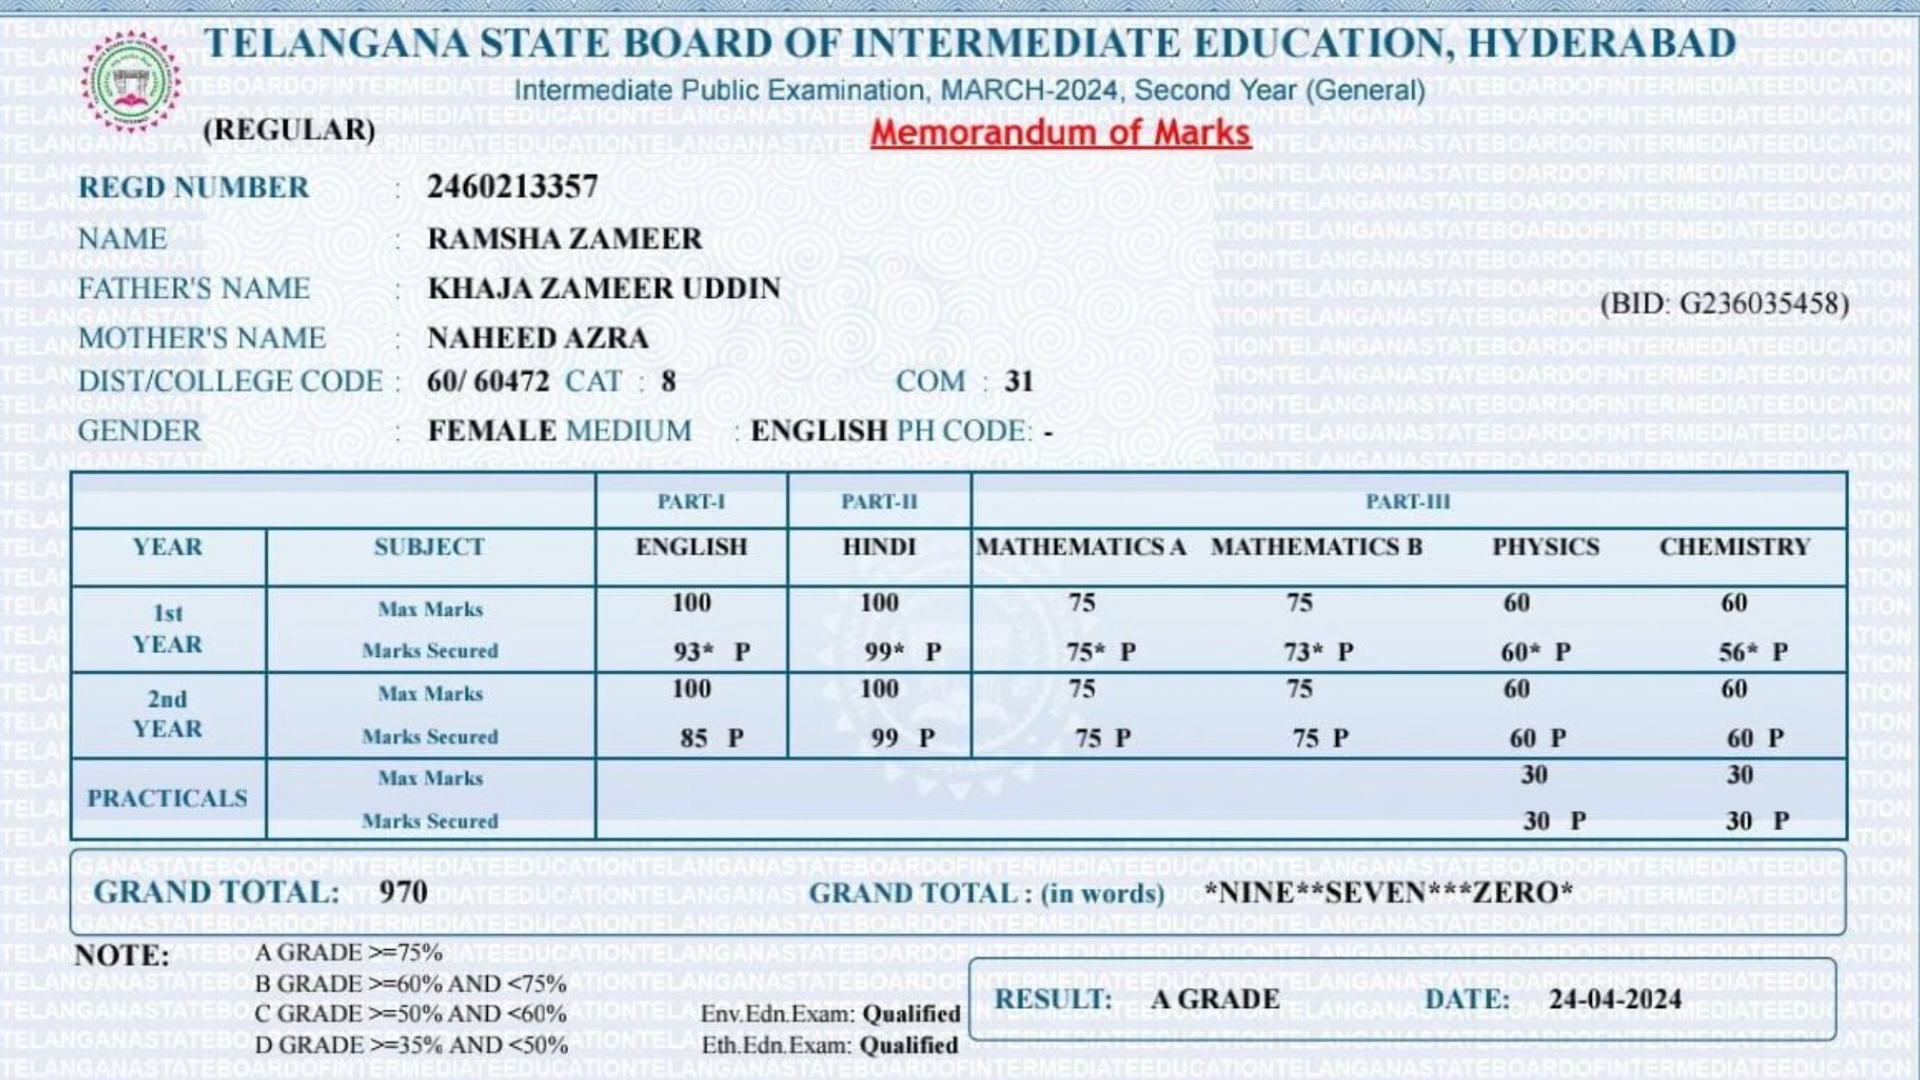 TELANGANA STATE BOARD OF INTERMEDIATE EDUCATION, HYDERABAD
Intermediate Public Examination, MARCH-2024, Second Year (General)
(REGULAR) Memorandum of Marks
REGD NUMBER : 2460213357
NAME : RAMSHA ZAMEER
FATHER'S NAME : KHAJA ZAMEER UDDIN
(BID: G236035458)
MOTHER'S NAME : NAHEED AZRA
DIST/COLLEGE CODE : 60/ 60472 CAT : 8 COM : 31
GENDER : FEMALE MEDIUM : ENGLISH PH CODE: -
PART-I PART-II PART-III
YEAR SUBJECT ENGLISH HINDI MATHEMATICS A MATHEMATICS B PHYSICS CHEMISTRY
1st YEAR
Max Marks 100 100 75 75 60 60
Marks Secured 93* P 99* P 75* P 73* P 60* P 56* P
2nd YEAR
Max Marks 100 100 75 75 60 60
Marks Secured 85 P 99 P 75 P 75 P 60 P 60 P
PRACTICALS
Max Marks 30 30
Marks Secured 30 P 30 P
GRAND TOTAL: 970 GRAND TOTAL : (in words) *NINE**SEVEN***ZERO*
NOTE: A GRADE >=75%
B GRADE >=60% AND <75%
C GRADE >=50% AND <60%
D GRADE >=35% AND <50%
Env.Edn.Exam: Qualified
Eth.Edn.Exam: Qualified
RESULT: A GRADE DATE: 24-04-2024